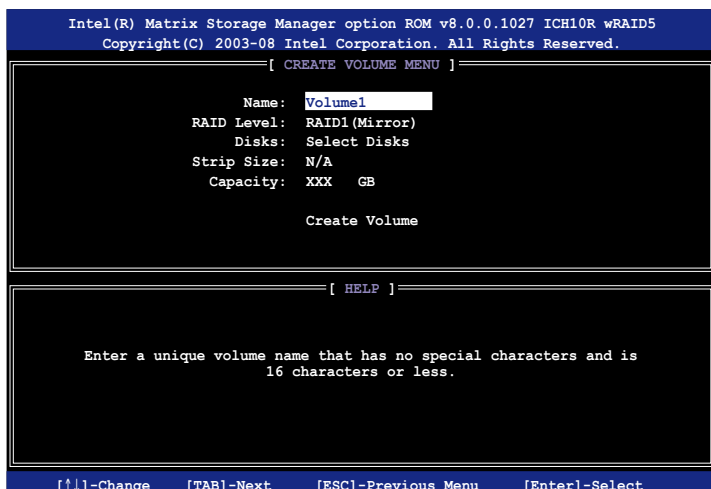 Intel(R) Matrix Storage Manager option ROM v8.0.0.1027 ICH10R wRAID5
Copyright(C) 2003-08 Intel Corporation. All Rights Reserved.
[ CREATE VOLUME MENU ]
Name: Volume1
RAID Level: RAID1(Mirror)
Disks: Select Disks
Strip Size: N/A
Capacity: XXX GB
Create Volume
[ HELP ]
Enter a unique volume name that has no special characters and is
16 characters or less.
[↑↓]-Change [TAB]-Next [ESC]-Previous Menu [Enter]-Select